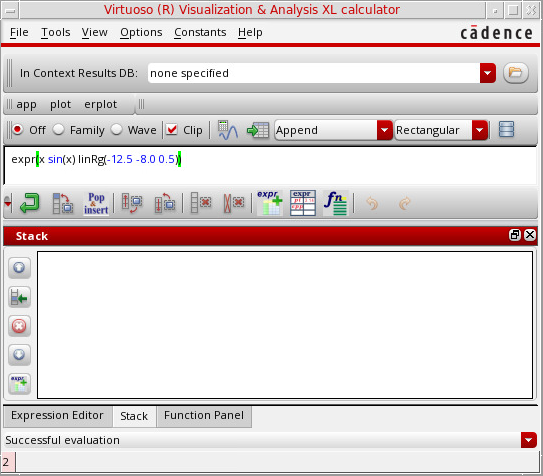 Virtuoso (R) Visualization & Analysis XL calculator
File Tools View Options Constants Help
cādence
In Context Results DB: none specified
app plot erplot
Off Family Wave Clip Append Rectangular
expr(x sin(x) linRg(-12.5 -8.0 0.5))
Pop & insert
expr
expr
fn
Stack
expr
Expression Editor Stack Function Panel
Successful evaluation
2